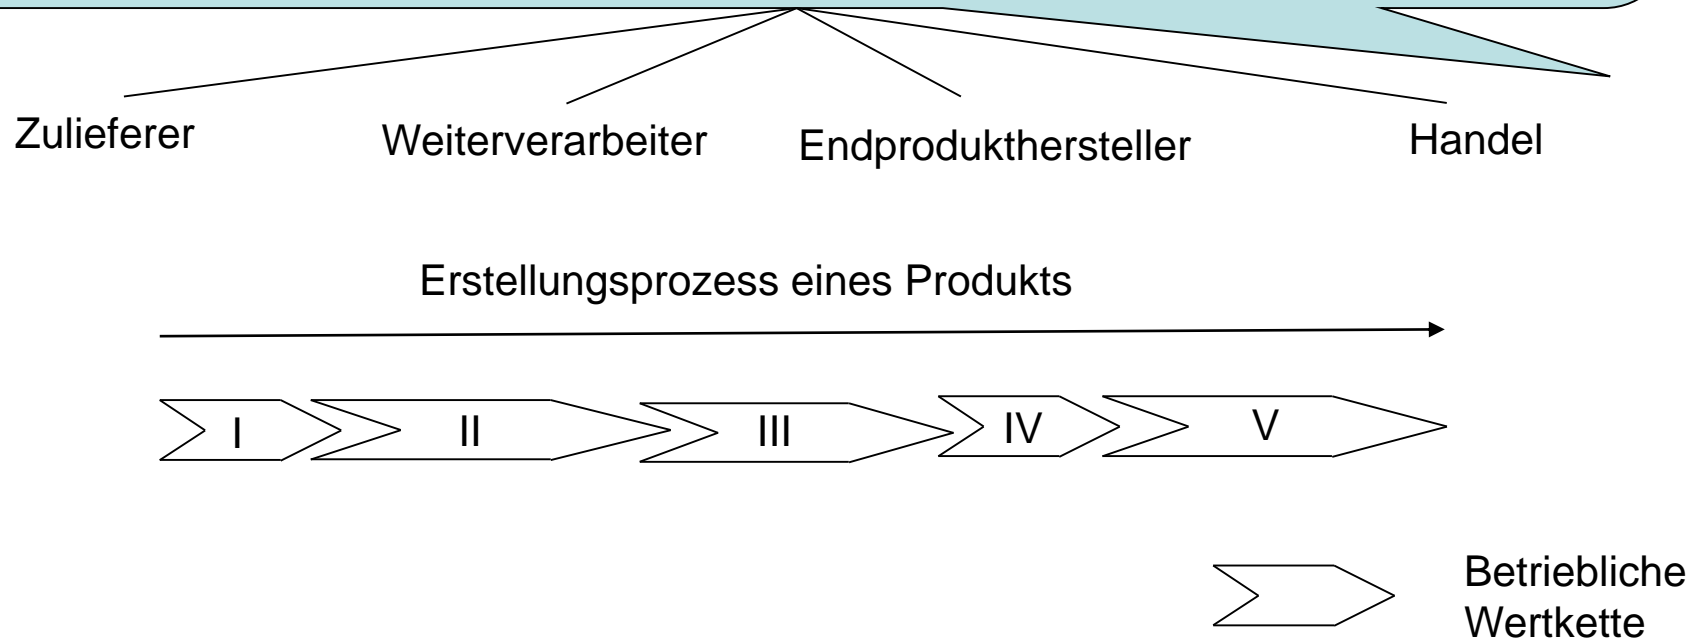 Zulieferer
Weiterverarbeiter
Endprodukthersteller
Handel
Erstellungsprozess eines Produkts
I
II
III
IV
V
Betriebliche
Wertkette